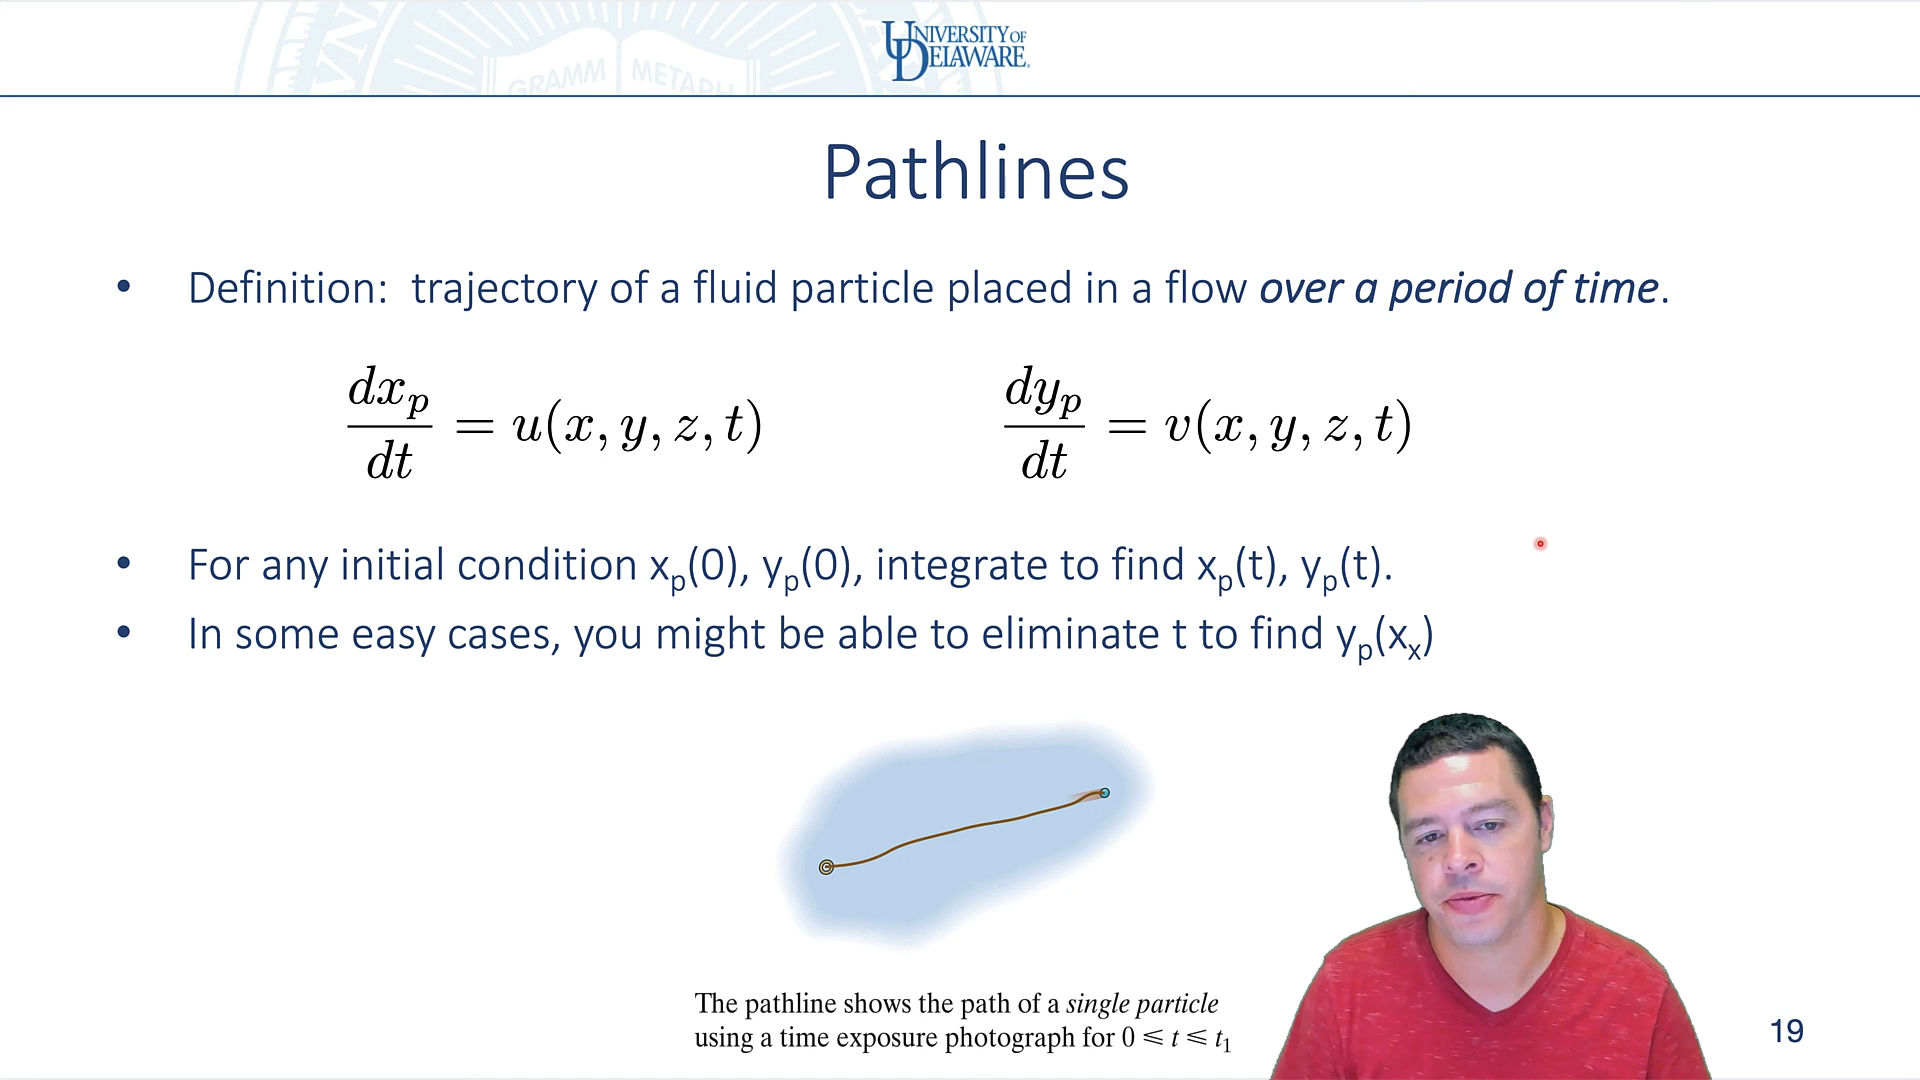 GRAMM METAPH
UNIVERSITY OF
DELAWARE.
Pathlines
• Definition: trajectory of a fluid particle placed in a flow over a period of time.
dx_p/dt = u(x, y, z, t)    dy_p/dt = v(x, y, z, t)
• For any initial condition x_p(0), y_p(0), integrate to find x_p(t), y_p(t).
• In some easy cases, you might be able to eliminate t to find y_p(x_x)
The pathline shows the path of a single particle
using a time exposure photograph for 0 ⩽ t ⩽ t_1
19